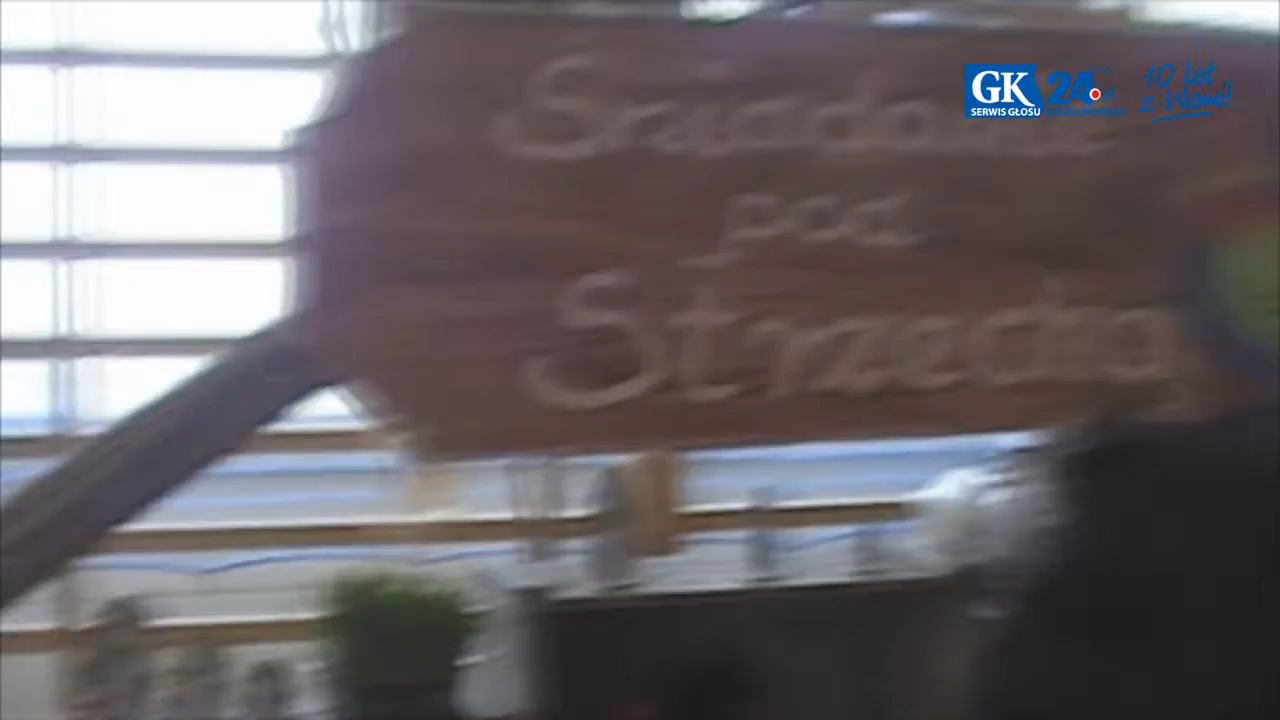 Śniadanie
pod
Strzechą
GK
SERWIS GŁOSU
24
10 lat
z Wami!